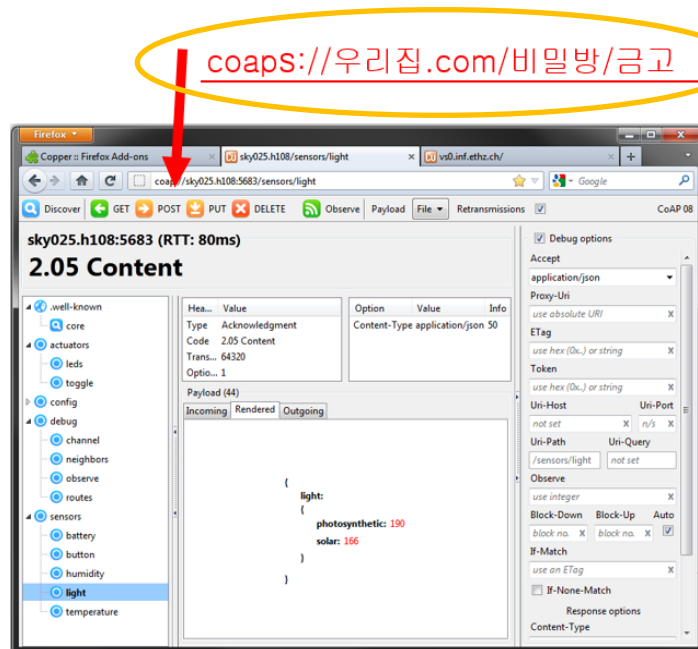 coaps://우리집.com/비밀방/금고
Firefox
Copper :: Firefox Add-ons
sky025.h108/sensors/light
vs0.inf.ethz.ch/
sky025.h108:5683/sensors/light
Google
Discover GET POST PUT DELETE Observe Payload File Retransmissions CoAP 08
sky025.h108:5683 (RTT: 80ms)
2.05 Content
.well-known
core
actuators
leds
toggle
config
debug
channel
neighbors
observe
routes
sensors
battery
button
humidity
light
temperature
Hea... Value
Type Acknowledgment
Code 2.05 Content
Trans... 64320
Optio... 1
Option Value Info
Content-Type application/json 50
Payload (44)
Incoming Rendered Outgoing
{
light:
{
photosynthetic: 190
solar: 166
}
}
Debug options
Accept
application/json
Proxy-Uri
use absolute URI X
ETag
use hex (0x..) or string X
Token
use hex (0x..) or string X
Uri-Host Uri-Port
not set X n/s X
Uri-Path Uri-Query
/sensors/light not set
Observe
use integer X
Block-Down Block-Up Auto
block no. X block no. X
If-Match
use an ETag X
If-None-Match
Response options
Content-Type